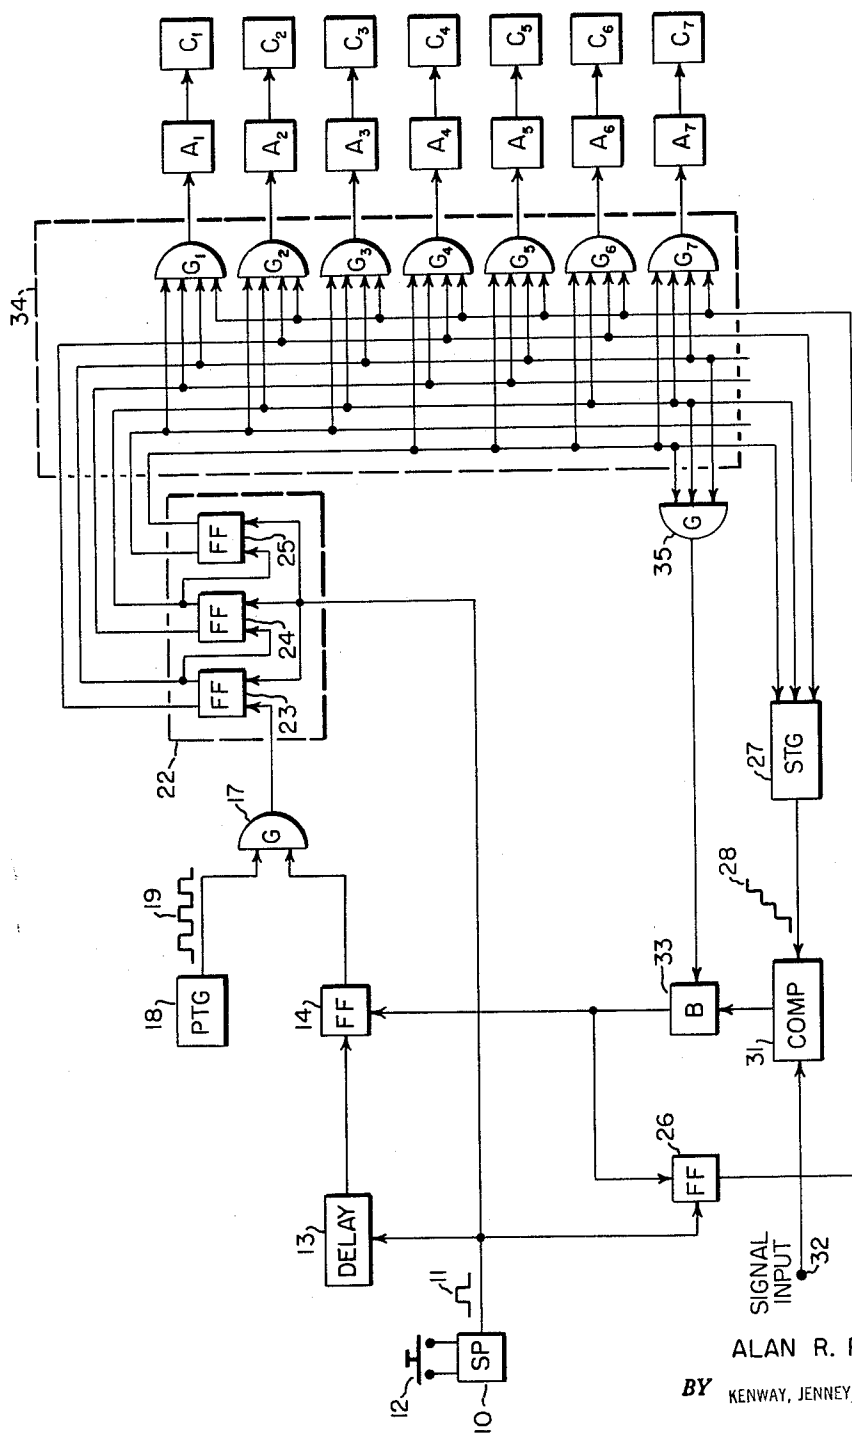 34
G1 A1 C1
G2 A2 C2
G3 A3 C3
G4 A4 C4
G5 A5 C5
G6 A6 C6
G7 A7 C7
22
FF 23
FF 24
FF 25
35 G
17 G
18 PTG 19
14 FF
13 DELAY
12
10 SP 11
26 FF
33 B
31 COMP
28
27 STG
SIGNAL
INPUT
32
ALAN R.
BY KENWAY, JENNEY,